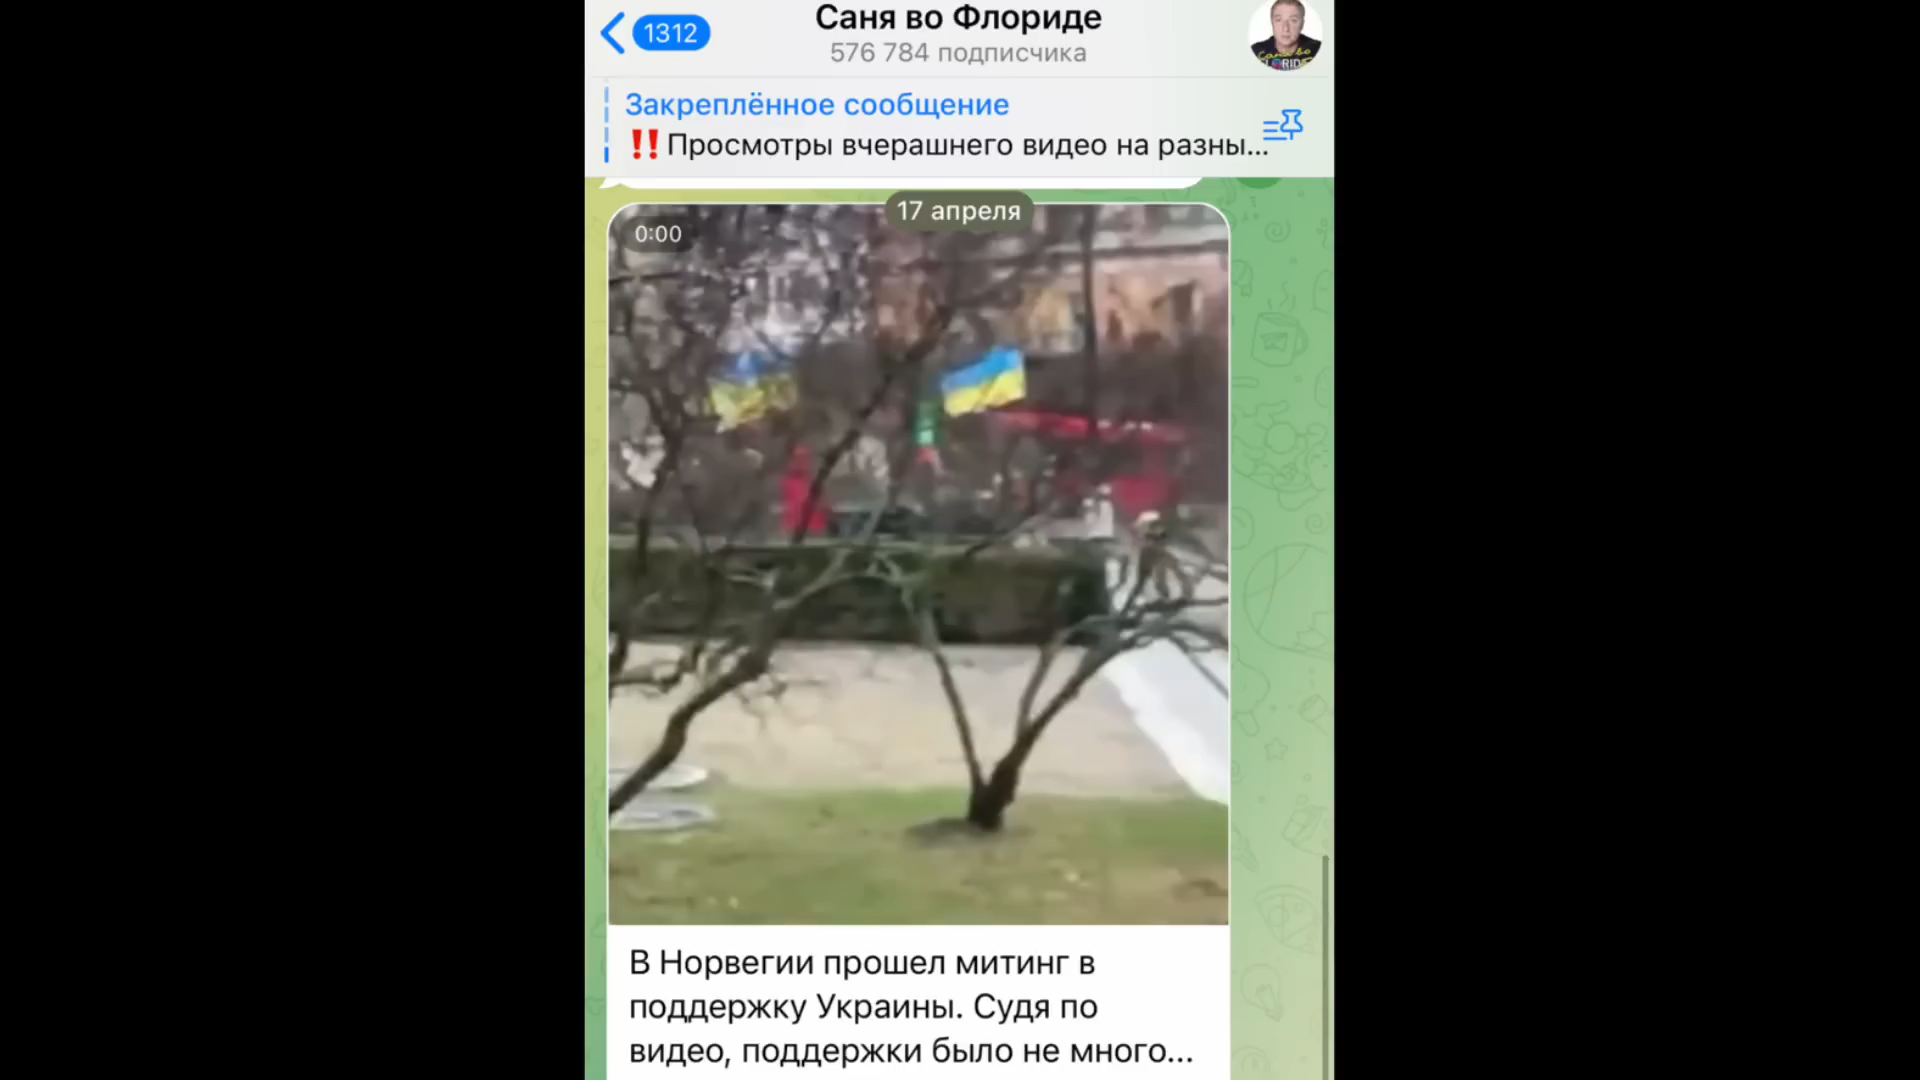 1312
Саня во Флориде
576 784 подписчика
Закреплённое сообщение
‼️Просмотры вчерашнего видео на разны...
17 апреля
0:00
В Норвегии прошел митинг в
поддержку Украины. Судя по
видео, поддержки было не много...